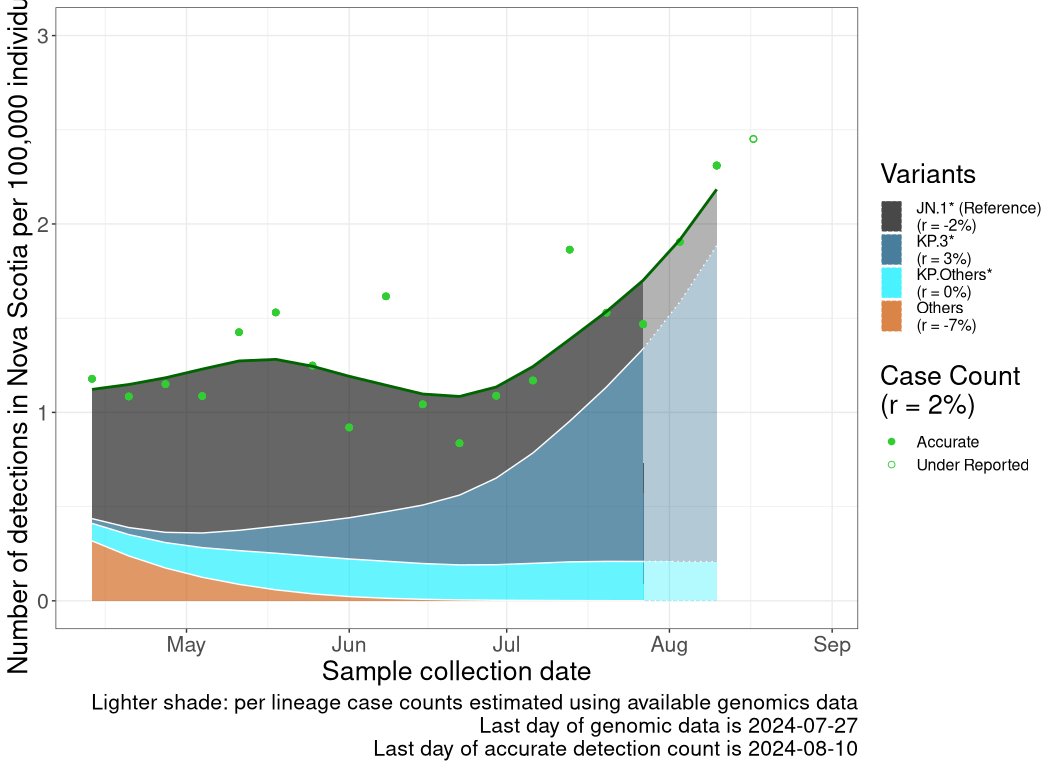 Number of detections in Nova Scotia per 100,000
3
2
1
0
May Jun Jul Aug Sep
Sample collection date
Lighter shade: per lineage case counts estimated using available genomics data
Last day of genomic data is 2024-07-27
Last day of accurate detection count is 2024-08-10
Variants
JN.1* (Reference)
(r = -2%)
KP.3*
(r = 3%)
KP.Others*
(r = 0%)
Others
(r = -7%)
Case Count
(r = 2%)
Accurate
Under Reported